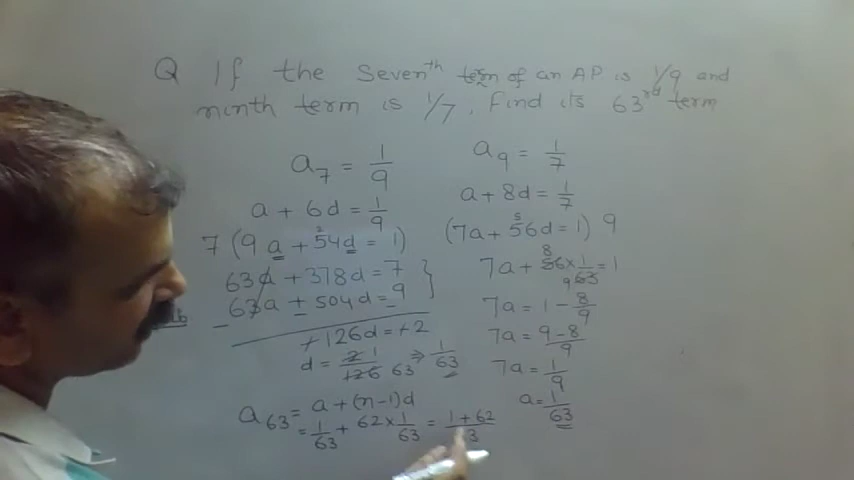 Q If the Seventh term of an AP is 1/9 and
ninth term is 1/7. Find its 63rd term
a7 = 1/9
a9 = 1/7
a + 6d = 1/9
a + 8d = 1/7
7 (9a + 54d = 1)
(7a + 56d = 1) 9
63a + 378d = 7
63a + 504d = 9
+126d = +2
d = 2/126 1/63 ⇒ 1/63
7a + 56 × 1/63 = 1
7a = 1 - 8/9
7a = 9-8/9
7a = 1/9
a = 1/63
a63 = a + (n-1)d
= 1/63 + 62 × 1/63 = 1+62/3